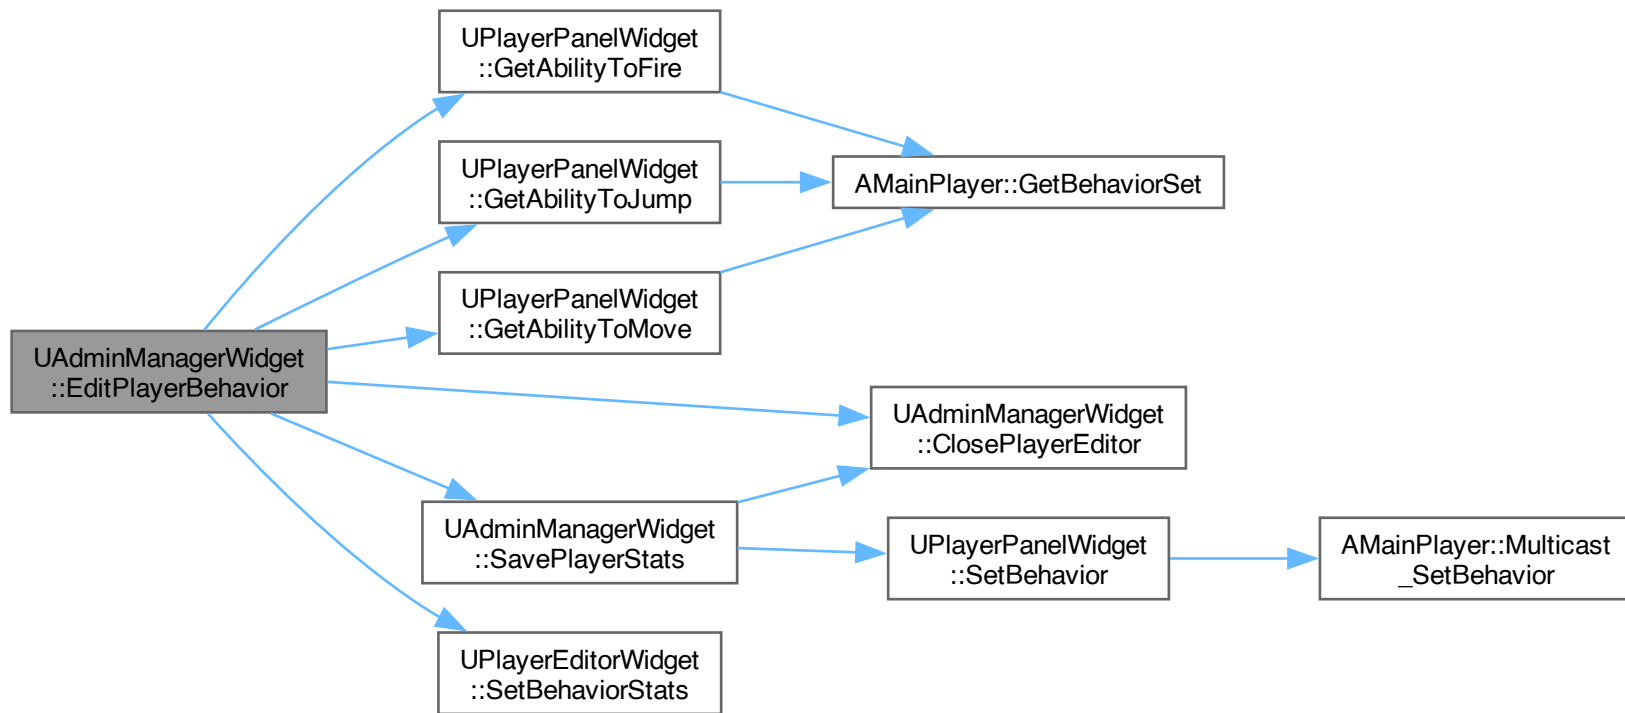 UPlayerPanelWidget
::GetAbilityToFire
UPlayerPanelWidget
::GetAbilityToJump
AMainPlayer::GetBehaviorSet
UPlayerPanelWidget
::GetAbilityToMove
UAdminManagerWidget
::EditPlayerBehavior
UAdminManagerWidget
::ClosePlayerEditor
UAdminManagerWidget
::SavePlayerStats
UPlayerPanelWidget
::SetBehavior
AMainPlayer::Multicast
_SetBehavior
UPlayerEditorWidget
::SetBehaviorStats